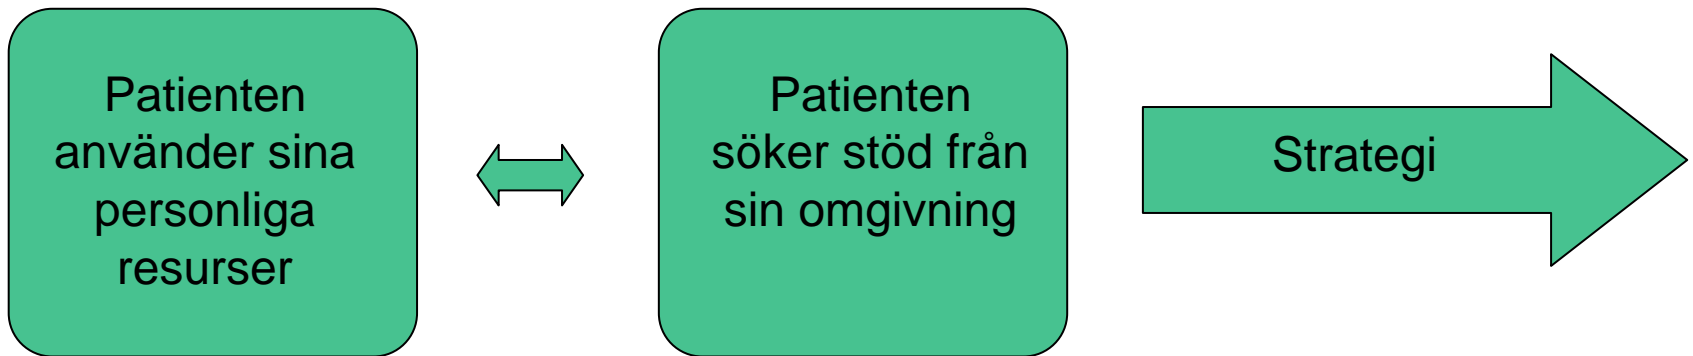 Patienten
använder sina
personliga
resurser
Patienten
söker stöd från
sin omgivning
Strategi